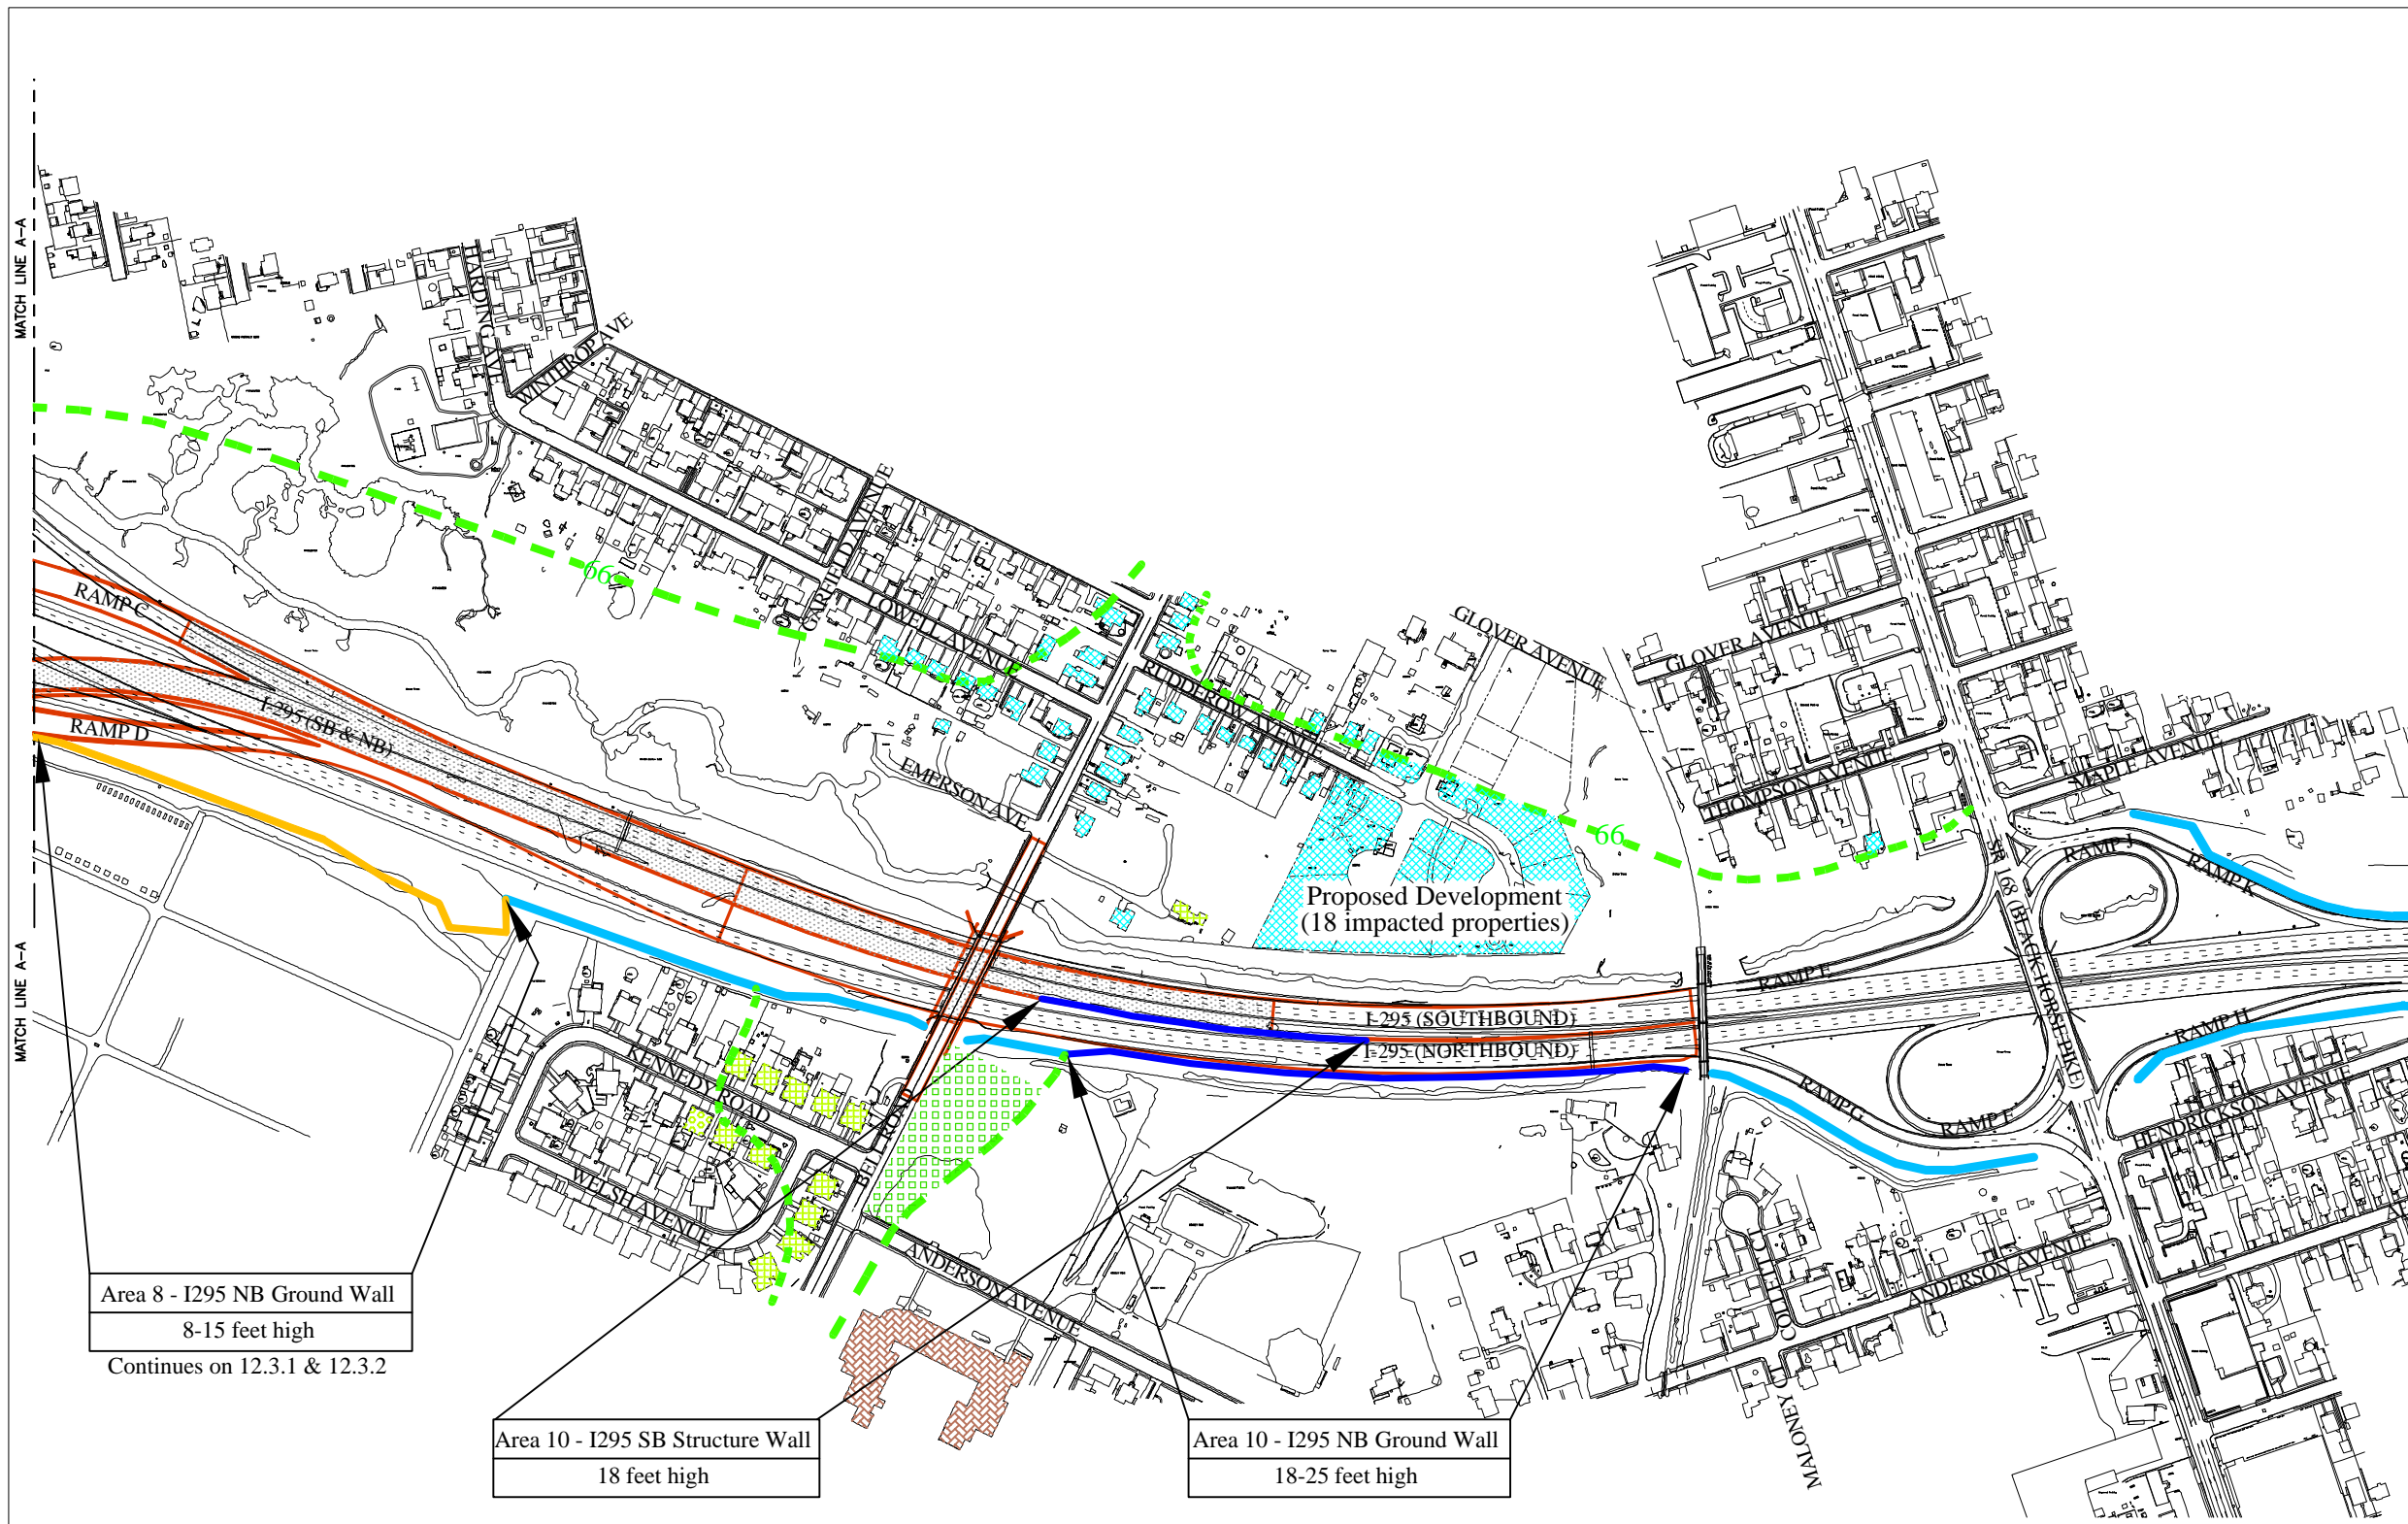 MATCH LINE A-A
MATCH LINE A-A
HARDING AVE
WINTHROP AVE
GARFIELD AVENUE
LOWELL AVENUE
66
RUDDEROW AVENUE
GLOVER AVENUE
GLOVER AVENUE
THOMPSON AVENUE
MAPLE AVENUE
RAMP C
I-295 (SB & NB)
RAMP D
EMERSON AVE
66
Proposed Development
(18 impacted properties)
RAMP J
RAMP K
SR 168 (BLACK HORSE PIKE)
RAMP E
I-295 (SOUTHBOUND)
I-295 (NORTHBOUND)
RAMP H
RAMP G
RAMP F
HENDRICKSON AVENUE
KENNEDY ROAD
BELL ROAD
WELSH AVENUE
ANDERSON AVENUE
ANDERSON AVENUE
MALONEY COURT
Area 8 - I295 NB Ground Wall
8-15 feet high
Continues on 12.3.1 & 12.3.2
Area 10 - I295 SB Structure Wall
18 feet high
Area 10 - I295 NB Ground Wall
18-25 feet high